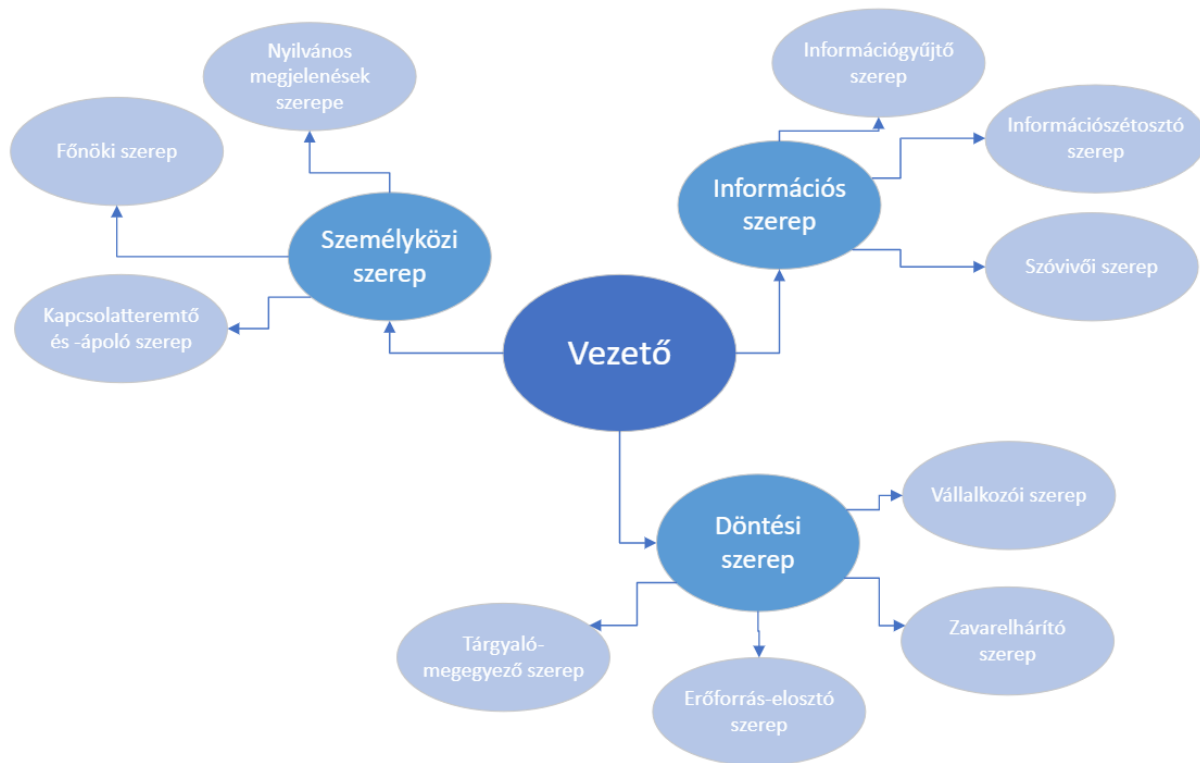 Nyilvános
megjelenések
szerepe
Főnöki szerep
Személyközi
szerep
Kapcsolatteremtő
és -ápoló szerep
Vezető
Információgyűjtő
szerep
Információszétosztó
szerep
Információs
szerep
Szóvivői szerep
Döntési
szerep
Vállalkozói szerep
Zavarelhárító
szerep
Tárgyaló-
megegyező szerep
Erőforrás-elosztó
szerep